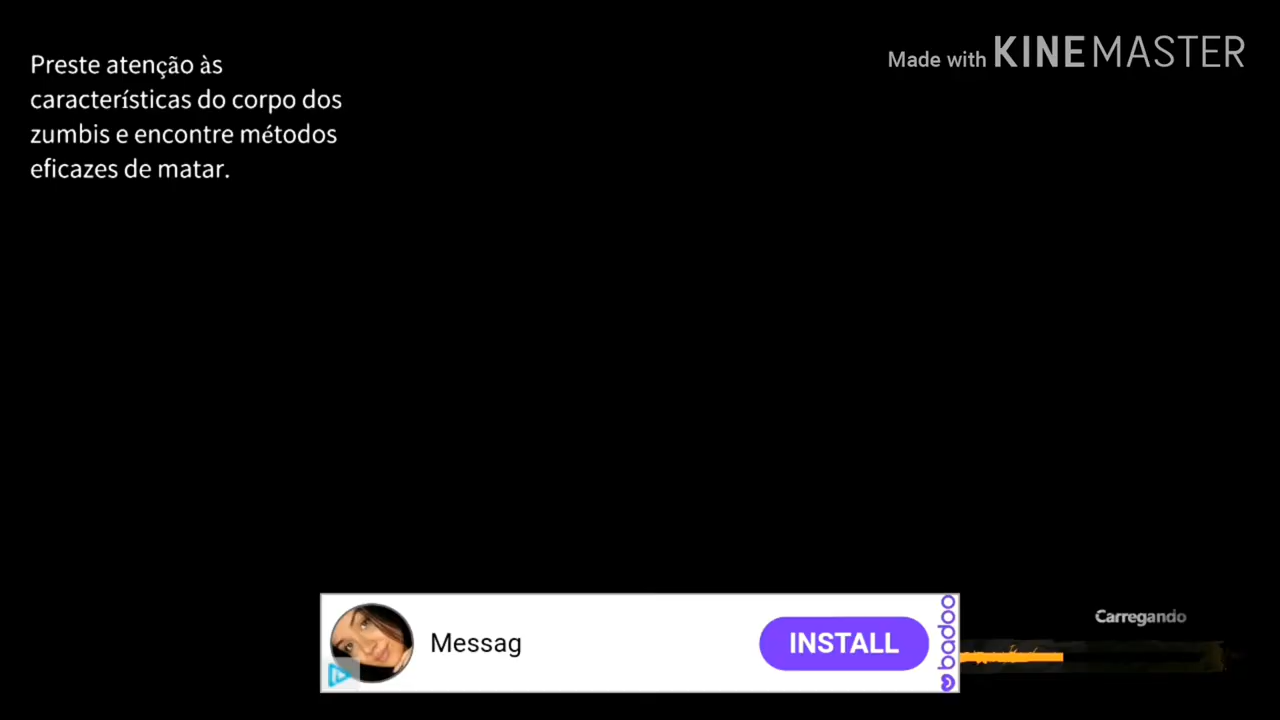 Preste atenção às
características do corpo dos
zumbis e encontre métodos
eficazes de matar.
Made with KINEMASTER
Messag
INSTALL
badoo
Carregando